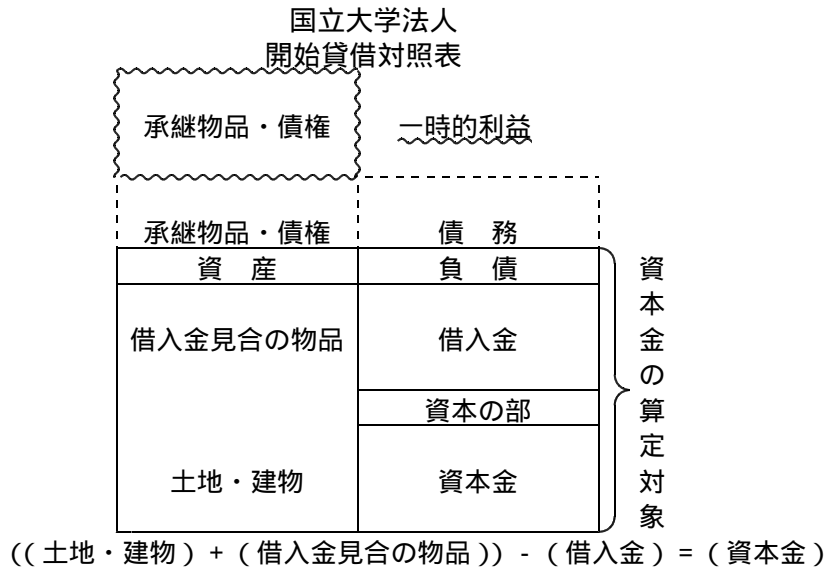 国立大学法人
開始貸借対照表
承継物品・債権 一時的利益
承継物品・債権 債 務
資 産 負 債
借入金見合の物品 借入金
資本の部
土地・建物 資本金
資本金の算定対象
((土地・建物)+(借入金見合の物品))-(借入金)=(資本金)